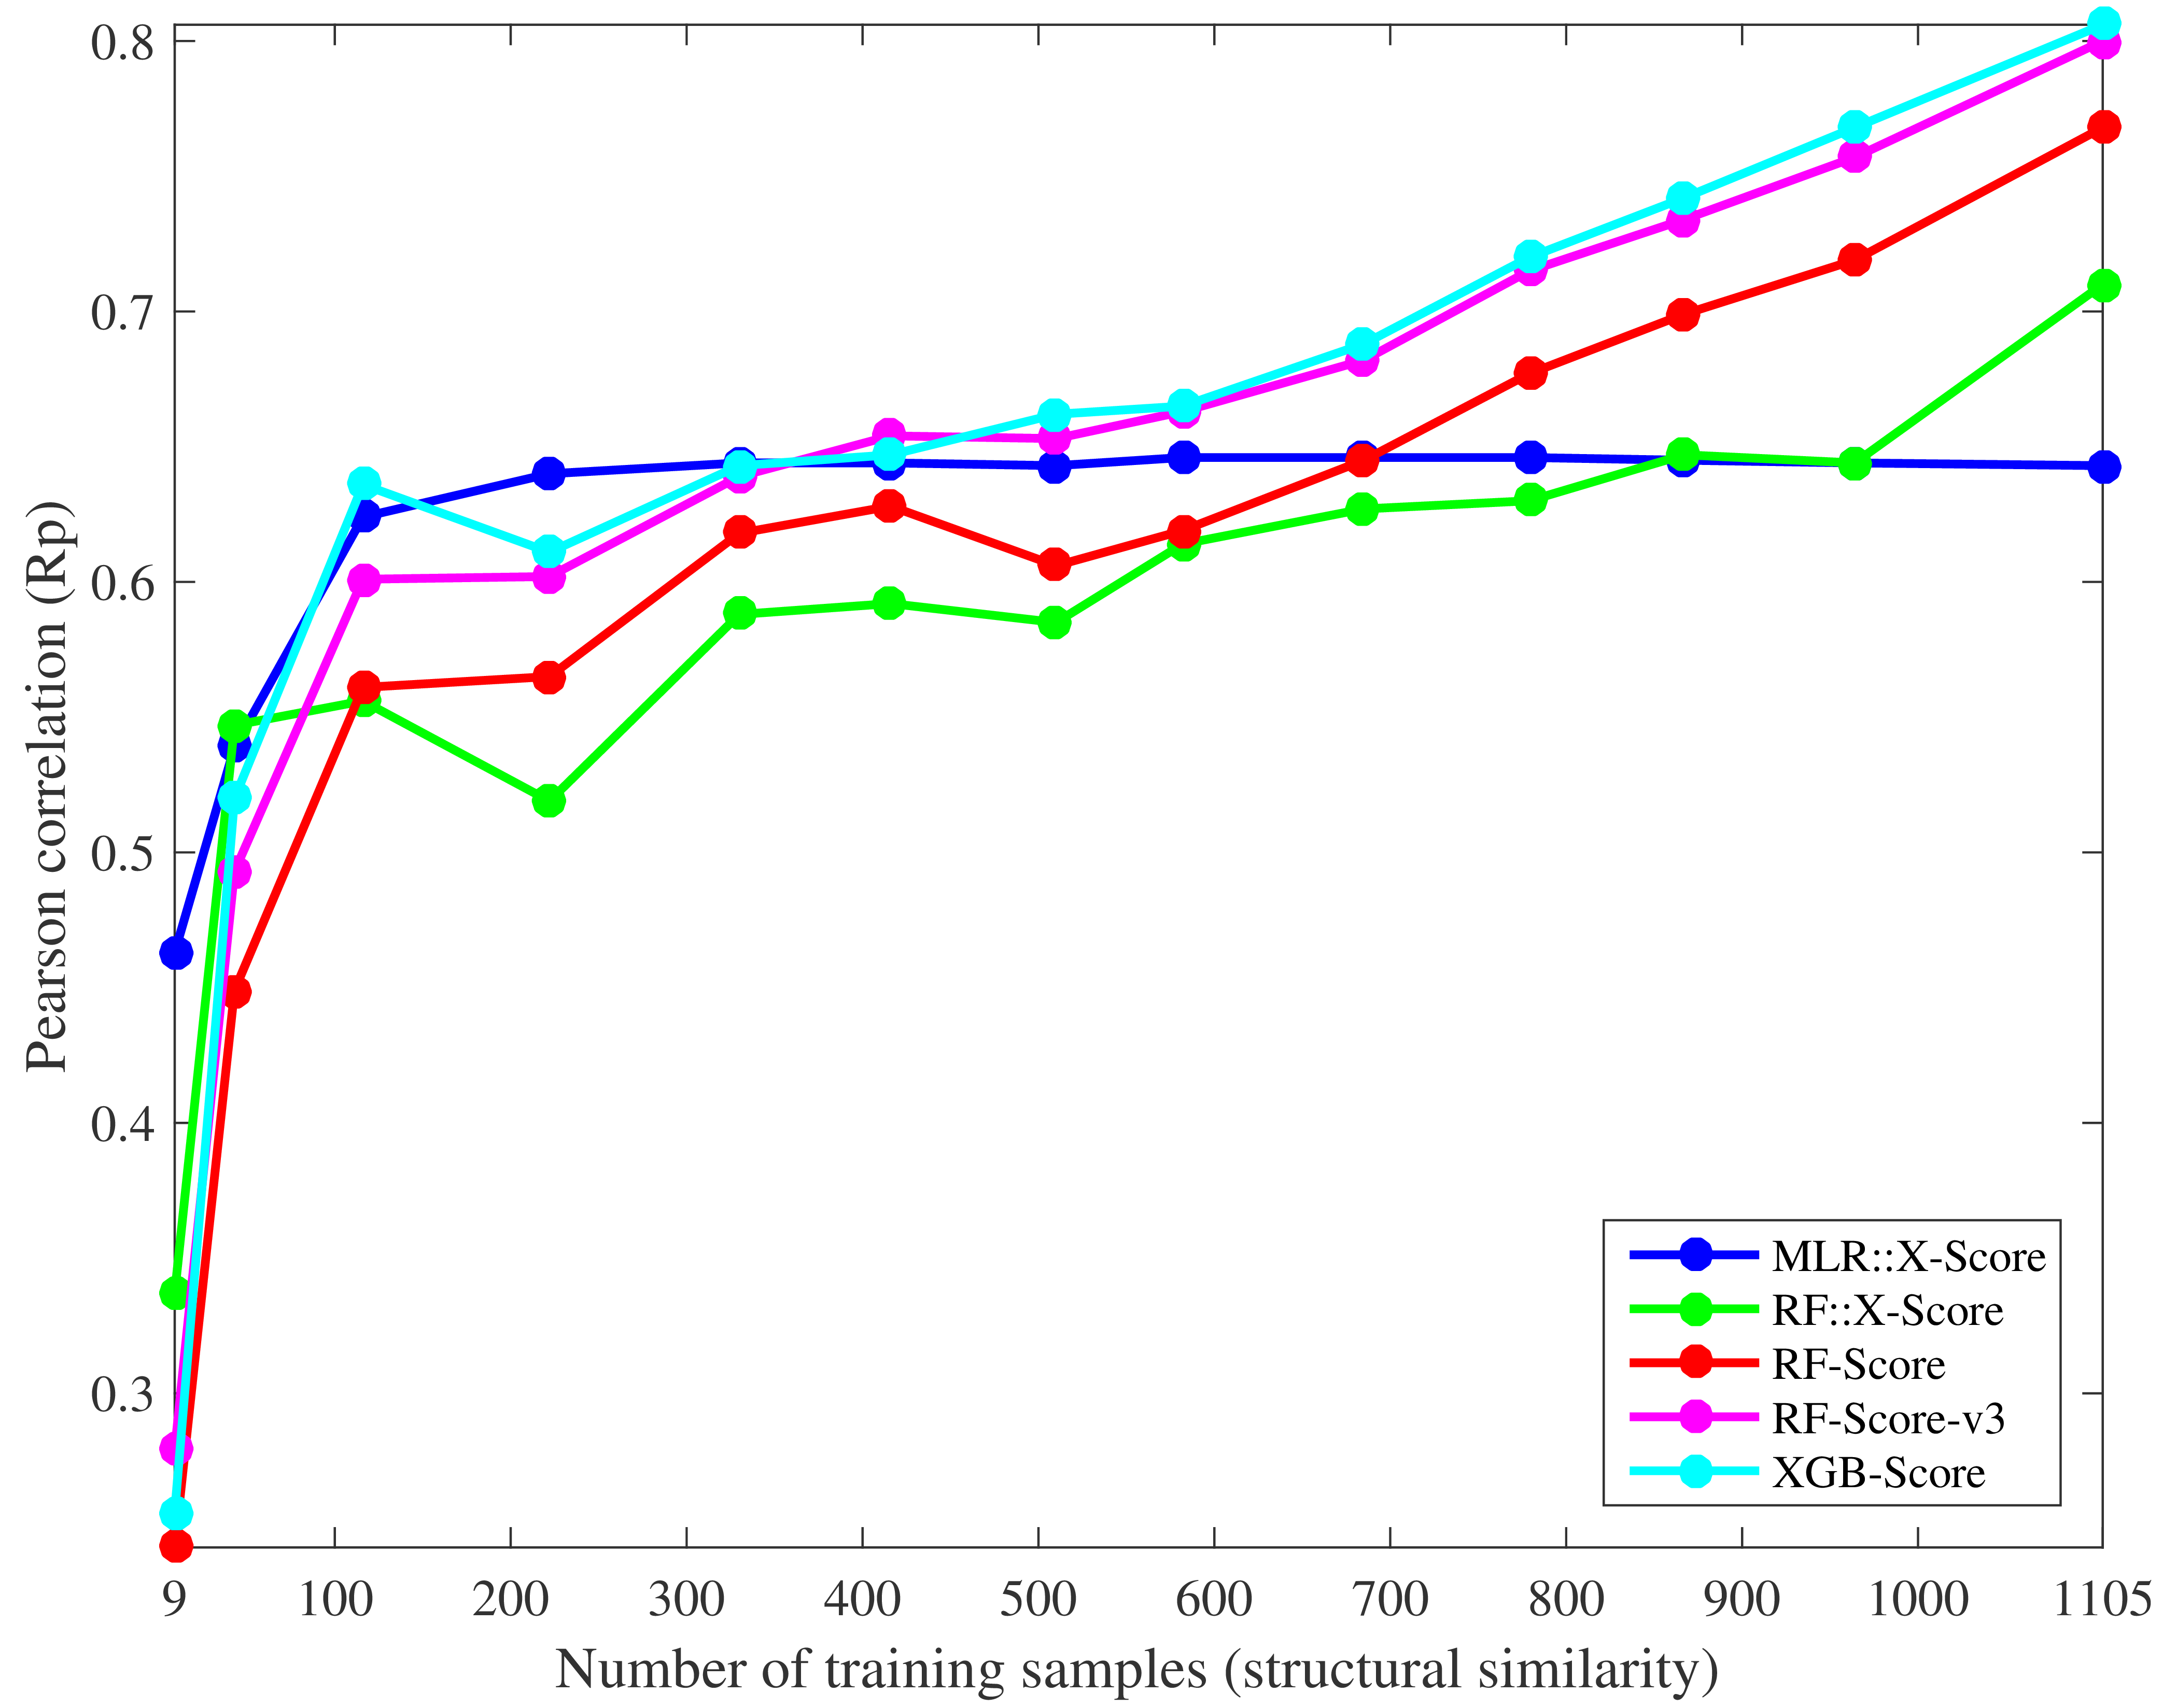 0.8
0.7
0.6
0.5
0.4
0.3
Pearson correlation (Rp)
MLR::X-Score
RF::X-Score
RF-Score
RF-Score-v3
XGB-Score
9 100 200 300 400 500 600 700 800 900 1000 1105
Number of training samples (structural similarity)